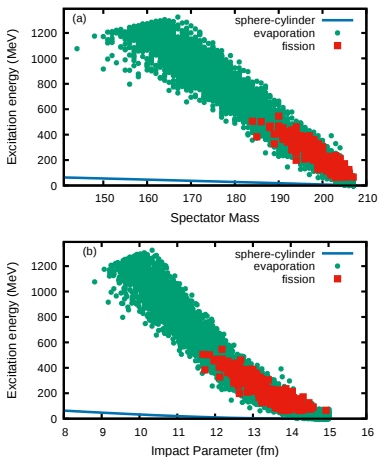 (a)
sphere-cylinder
evaporation
fission
Excitation energy (MeV)
1200
1000
800
600
400
200
0
150 160 170 180 190 200 210
Spectator Mass
(b)
sphere-cylinder
evaporation
fission
Excitation energy (MeV)
1200
1000
800
600
400
200
0
8 9 10 11 12 13 14 15 16
Impact Parameter (fm)